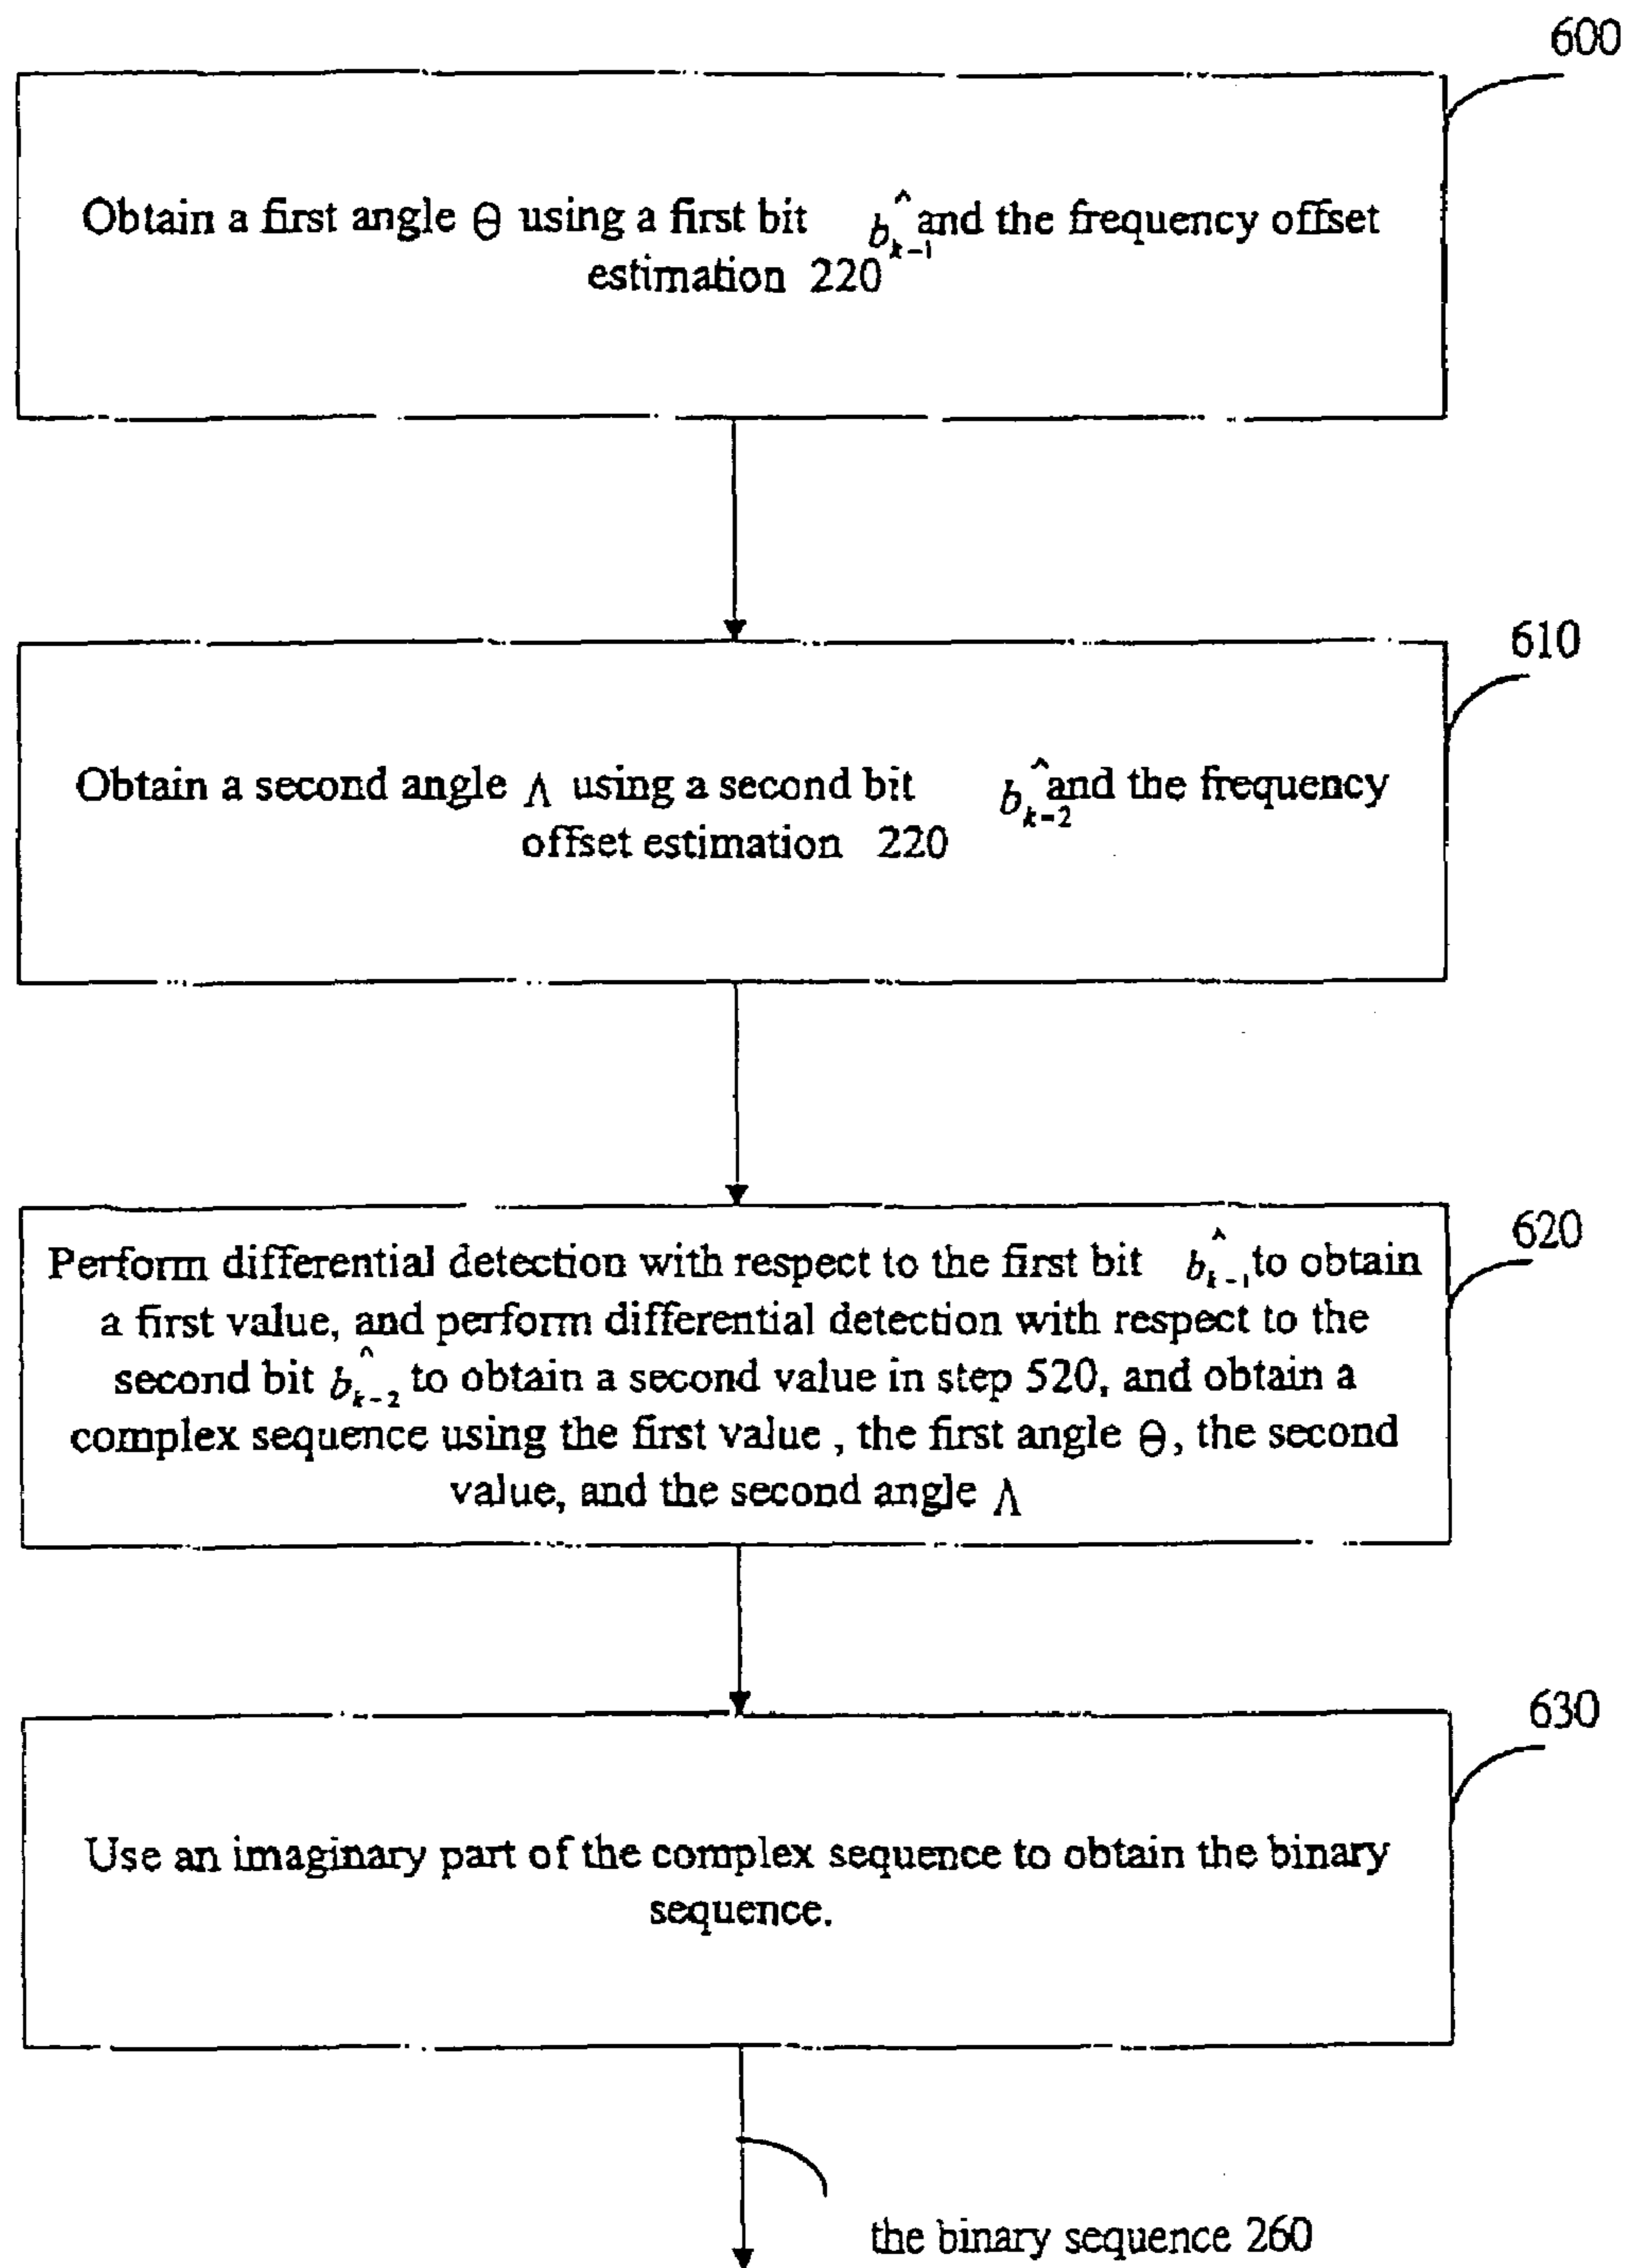 600
Obtain a first angle Θ using a first bit b̂ₖ₋₁ and the frequency offset
estimation 220
610
Obtain a second angle Λ using a second bit b̂ₖ₋₂ and the frequency
offset estimation 220
620
Perform differential detection with respect to the first bit b̂ₖ₋₁ to obtain
a first value, and perform differential detection with respect to the
second bit b̂ₖ₋₂ to obtain a second value in step 520, and obtain a
complex sequence using the first value , the first angle Θ, the second
value, and the second angle Λ
630
Use an imaginary part of the complex sequence to obtain the binary
sequence.
the binary sequence 260